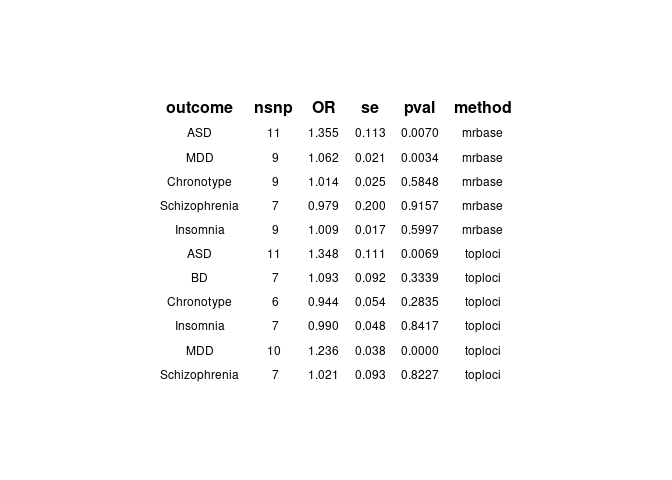 outcome nsnp OR se pval method
ASD 11 1.355 0.113 0.0070 mrbase
MDD 9 1.062 0.021 0.0034 mrbase
Chronotype 9 1.014 0.025 0.5848 mrbase
Schizophrenia 7 0.979 0.200 0.9157 mrbase
Insomnia 9 1.009 0.017 0.5997 mrbase
ASD 11 1.348 0.111 0.0069 toploci
BD 7 1.093 0.092 0.3339 toploci
Chronotype 6 0.944 0.054 0.2835 toploci
Insomnia 7 0.990 0.048 0.8417 toploci
MDD 10 1.236 0.038 0.0000 toploci
Schizophrenia 7 1.021 0.093 0.8227 toploci